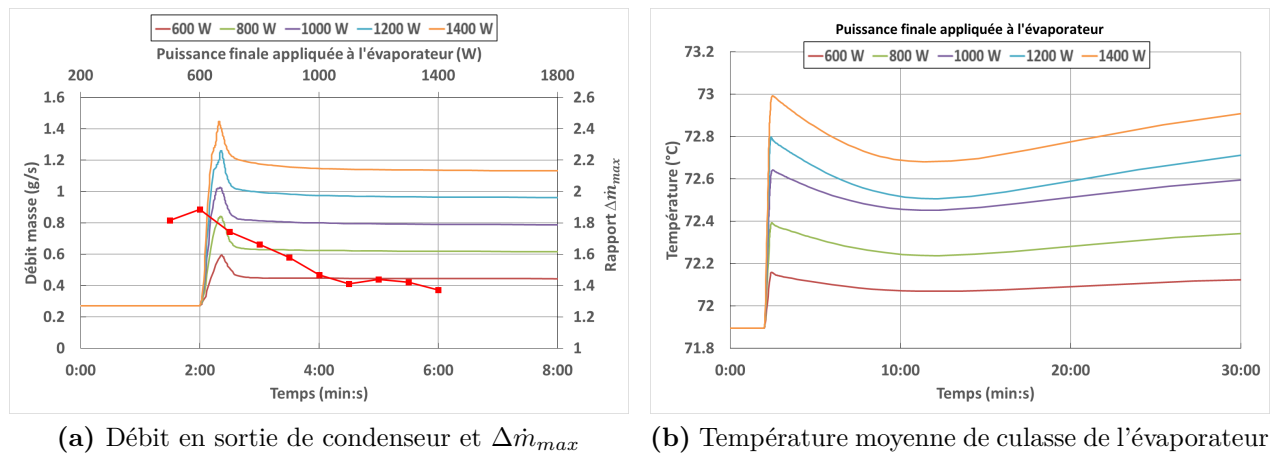 600 W 800 W 1000 W 1200 W 1400 W
Puissance finale appliquée à l'évaporateur (W)
200 600 1000 1400 1800
1.6 2.6
1.4 2.4
1.2 2.2
1 2
0.8 1.8
0.6 1.6
0.4 1.4
0.2 1.2
0 1
Débit masse (g/s)
Rapport Δṁmax
0:00 2:00 4:00 6:00 8:00
Temps (min:s)
(a) Débit en sortie de condenseur et Δṁmax
Puissance finale appliquée à l'évaporateur
600 W 800 W 1000 W 1200 W 1400 W
73.2
73
72.8
72.6
72.4
72.2
72
71.8
Température (°C)
0:00 10:00 20:00 30:00
Temps (min:s)
(b) Température moyenne de culasse de l'évaporateur